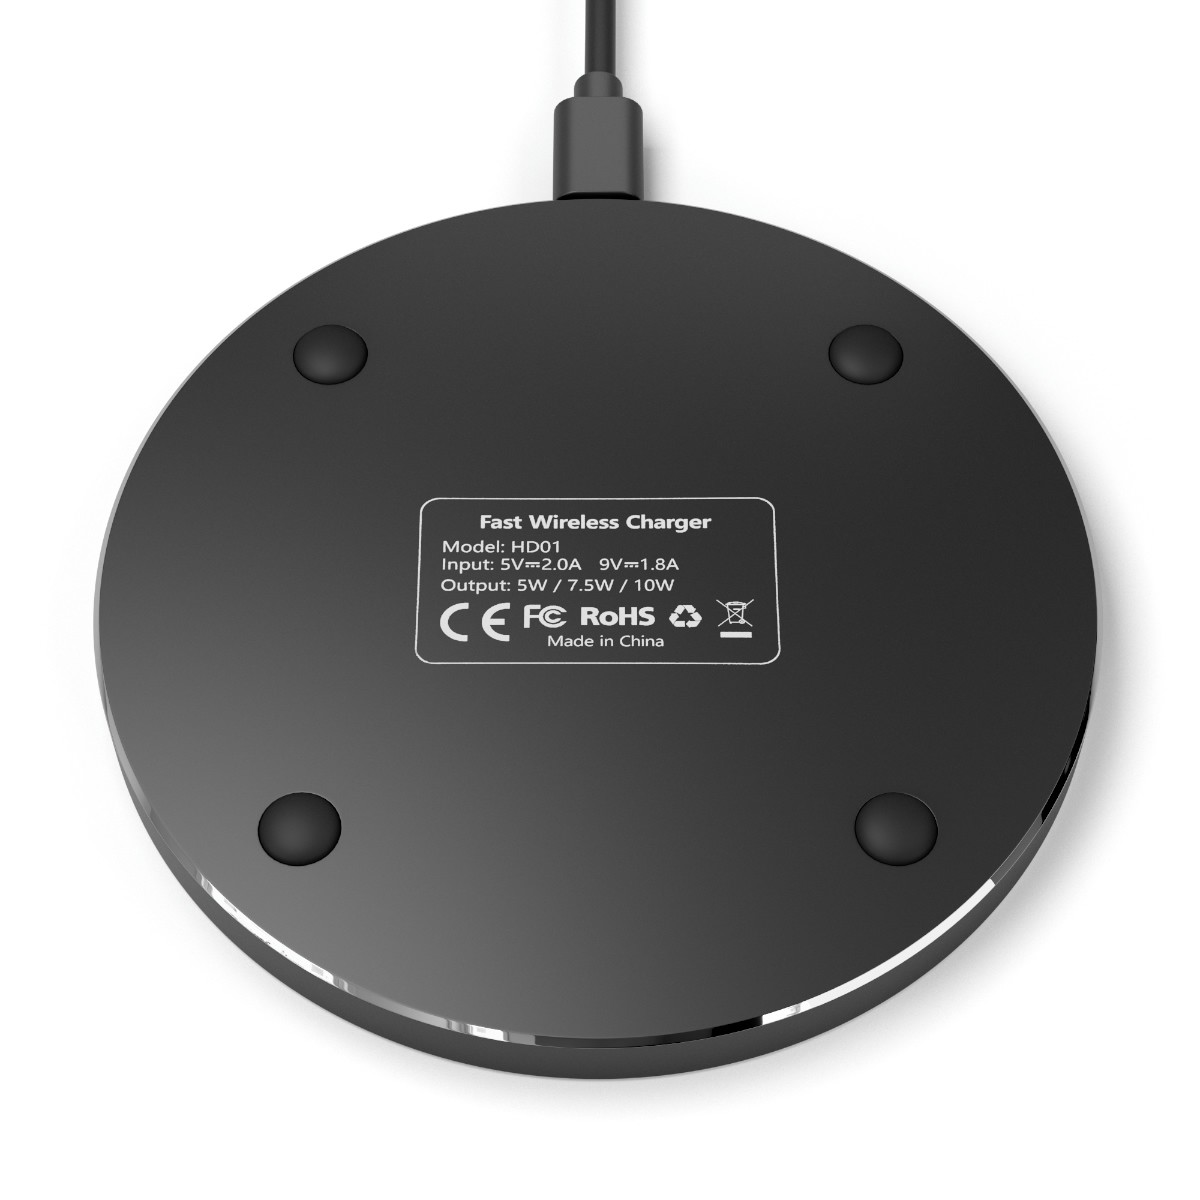 Fast Wireless Charger
Model: HD01
Input: 5V⎓2.0A 9V⎓1.8A
Output: 5W / 7.5W / 10W
CE FC RoHS
Made in China